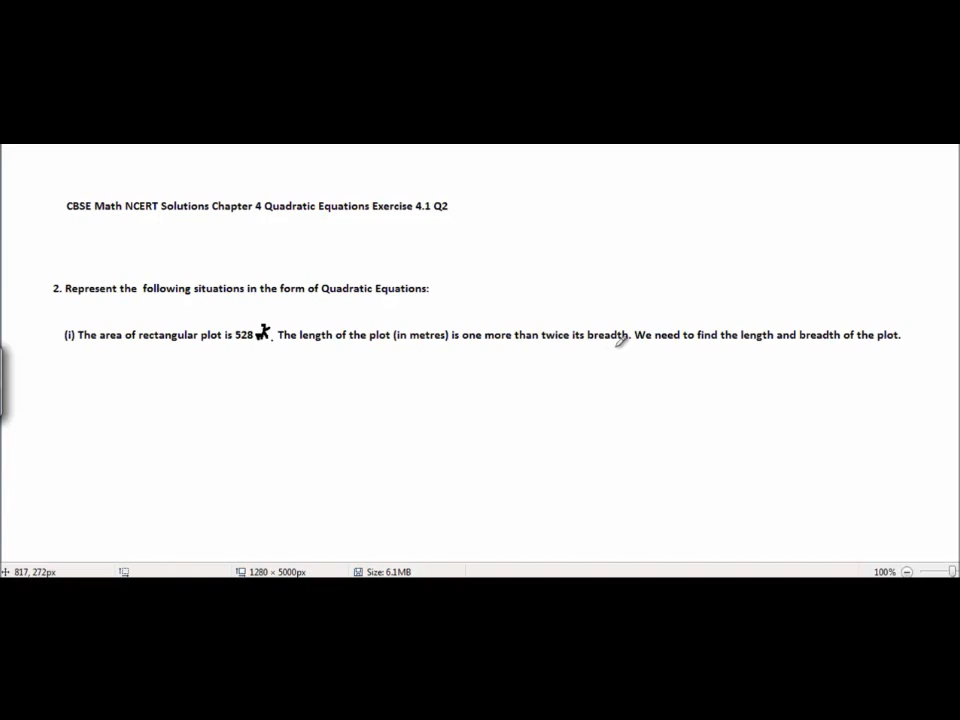 CBSE Math NCERT Solutions Chapter 4 Quadratic Equations Exercise 4.1 Q2
2. Represent the following situations in the form of Quadratic Equations:
(i) The area of rectangular plot is 528 . The length of the plot (in metres) is one more than twice its breadth. We need to find the length and breadth of the plot.
817, 272px 1280 × 5000px Size: 6.1MB 100%